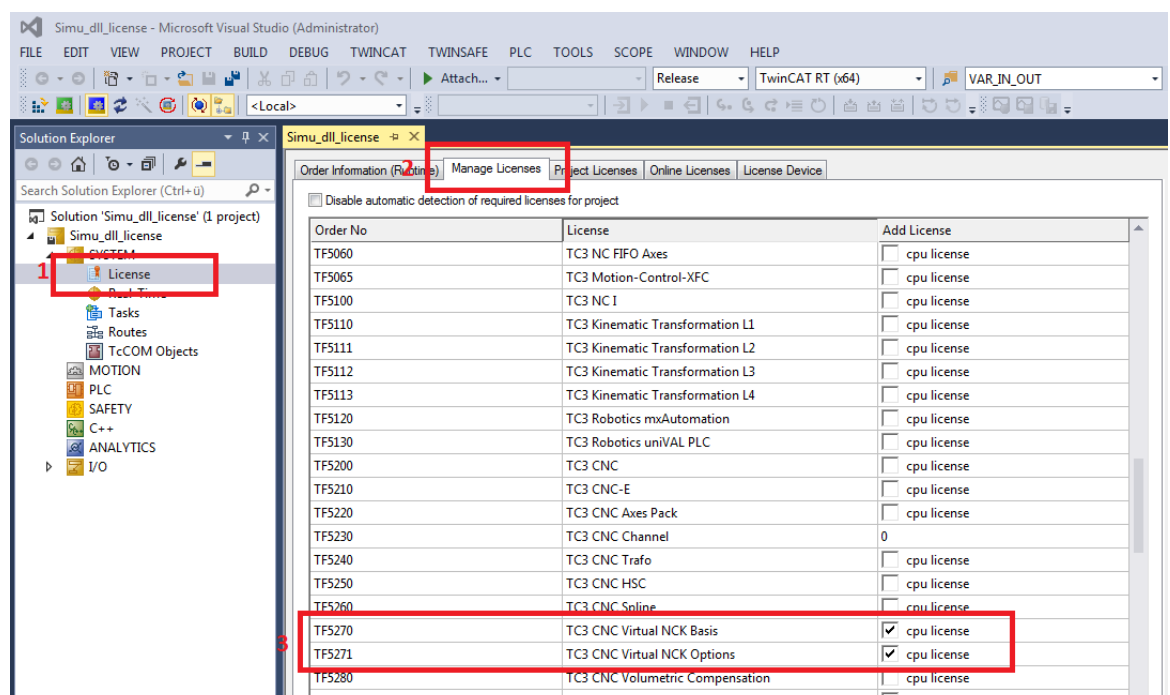 Simu_dll_license - Microsoft Visual Studio (Administrator)
FILE EDIT VIEW PROJECT BUILD DEBUG TWINCAT TWINSAFE PLC TOOLS SCOPE WINDOW HELP
Attach... Release TwinCAT RT (x64) VAR_IN_OUT
<Local>
Solution Explorer
Search Solution Explorer (Ctrl+ü)
Solution 'Simu_dll_license' (1 project)
Simu_dll_license
SYSTEM
1 License
Real-Time
Tasks
Routes
TcCOM Objects
MOTION
PLC
SAFETY
C++
ANALYTICS
I/O
Simu_dll_license
Order Information (Runtime) 2 Manage Licenses Project Licenses Online Licenses License Device
Disable automatic detection of required licenses for project
Order No License Add License
TF5060 TC3 NC FIFO Axes cpu license
TF5065 TC3 Motion-Control-XFC cpu license
TF5100 TC3 NC I cpu license
TF5110 TC3 Kinematic Transformation L1 cpu license
TF5111 TC3 Kinematic Transformation L2 cpu license
TF5112 TC3 Kinematic Transformation L3 cpu license
TF5113 TC3 Kinematic Transformation L4 cpu license
TF5120 TC3 Robotics mxAutomation cpu license
TF5130 TC3 Robotics uniVAL PLC cpu license
TF5200 TC3 CNC cpu license
TF5210 TC3 CNC-E cpu license
TF5220 TC3 CNC Axes Pack cpu license
TF5230 TC3 CNC Channel 0
TF5240 TC3 CNC Trafo cpu license
TF5250 TC3 CNC HSC cpu license
TF5260 TC3 CNC Spline cpu license
3 TF5270 TC3 CNC Virtual NCK Basis cpu license
TF5271 TC3 CNC Virtual NCK Options cpu license
TF5280 TC3 CNC Volumetric Compensation cpu license